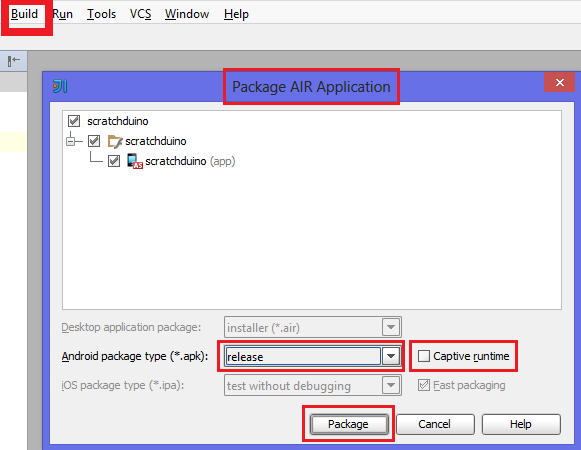 Build Run Tools VCS Window Help
Package AIR Application
scratchduino
scratchduino
scratchduino (app)
Desktop application package: installer (*.air)
Android package type (*.apk): release Captive runtime
iOS package type (*.ipa): test without debugging Fast packaging
Package Cancel Help